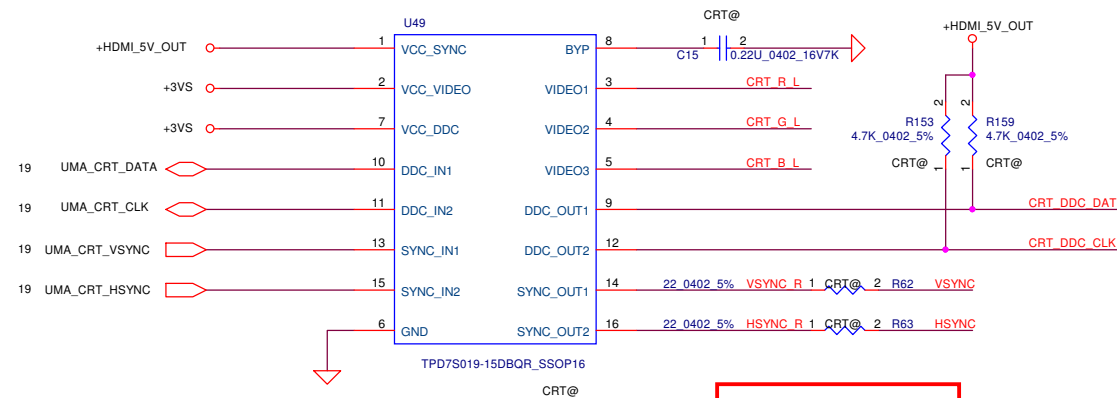 U49
CRT@
+HDMI_5V_OUT
+HDMI_5V_OUT 1 VCC_SYNC BYP 8 1 2
C15 0.22U_0402_16V7K
+3VS 2 VCC_VIDEO VIDEO1 3 CRT_R_L
2 2
R153 R159
4.7K_0402_5% 4.7K_0402_5%
+3VS 7 VCC_DDC VIDEO2 4 CRT_G_L
19 UMA_CRT_DATA 10 DDC_IN1 VIDEO3 5 CRT_B_L
CRT@ 1 1 CRT@
19 UMA_CRT_CLK 11 DDC_IN2 DDC_OUT1 9 CRT_DDC_DAT
19 UMA_CRT_VSYNC 13 SYNC_IN1 DDC_OUT2 12 CRT_DDC_CLK
19 UMA_CRT_HSYNC 15 SYNC_IN2 SYNC_OUT1 14 22_0402_5% VSYNC_R 1 CRT@ 2 R62 VSYNC
6 GND SYNC_OUT2 16 22_0402_5% HSYNC_R 1 CRT@ 2 R63 HSYNC
TPD7S019-15DBQR_SSOP16
CRT@